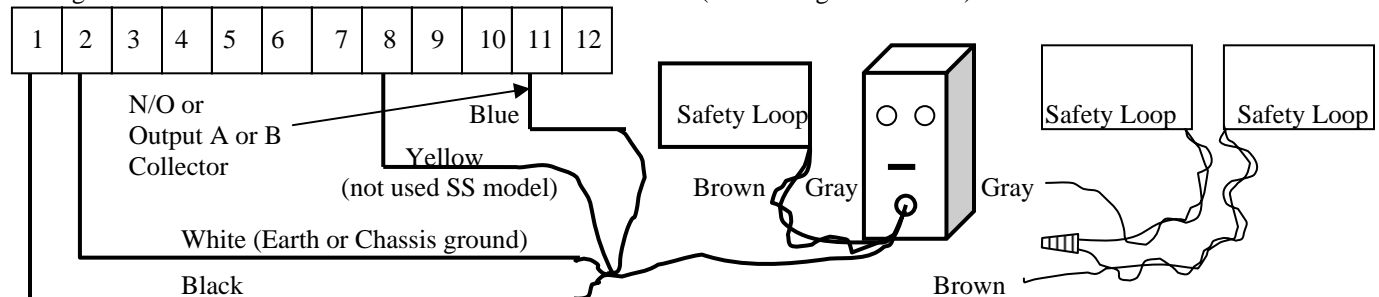 1 2 3 4 5 6 7 8 9 10 11 12
N/O or
Output A or B
Collector
Blue
Yellow
(not used SS model)
White (Earth or Chassis ground)
Black
Safety Loop
Brown Gray
Gray
Brown
Safety Loop
Safety Loop